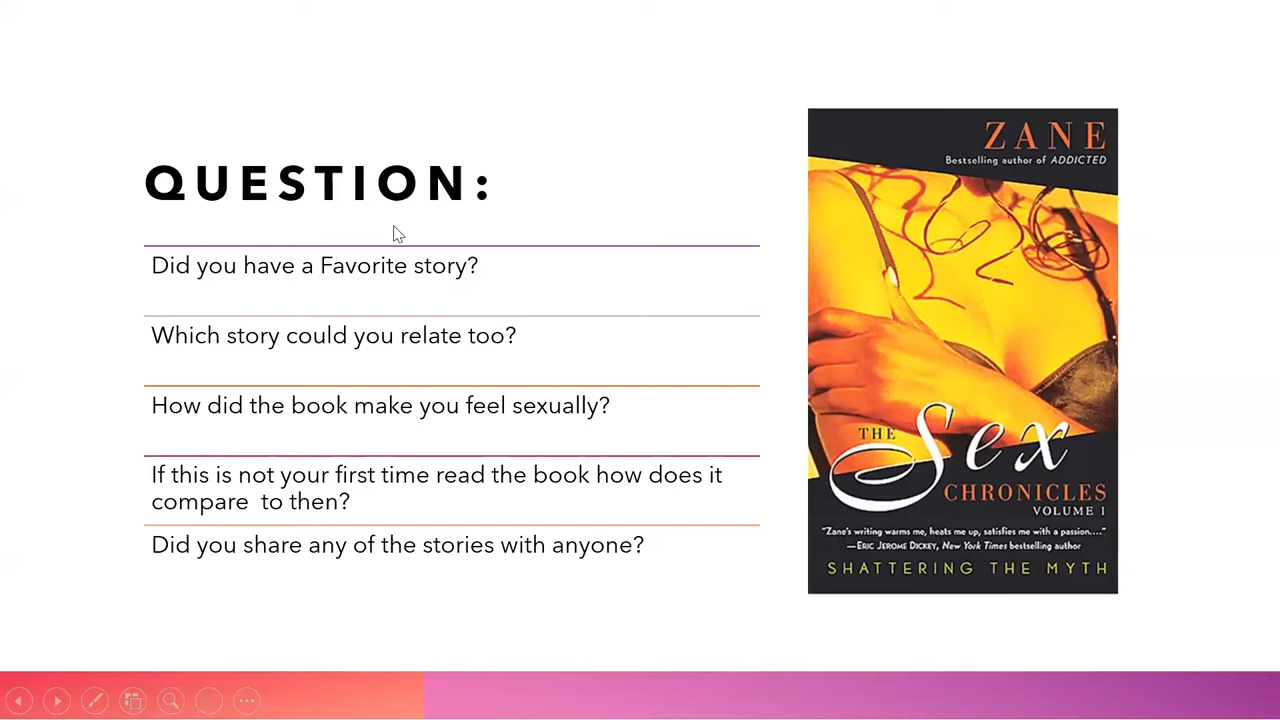 QUESTION:
Did you have a Favorite story?
Which story could you relate too?
How did the book make you feel sexually?
If this is not your first time read the book how does it
compare  to then?
Did you share any of the stories with anyone?
ZANE
Bestselling author of ADDICTED
THE Sex
CHRONICLES
VOLUME 1
"Zane's writing warms me, heats me up, satisfies me with a passion...."
—ERIC JEROME DICKEY, New York Times bestselling author
SHATTERING THE MYTH